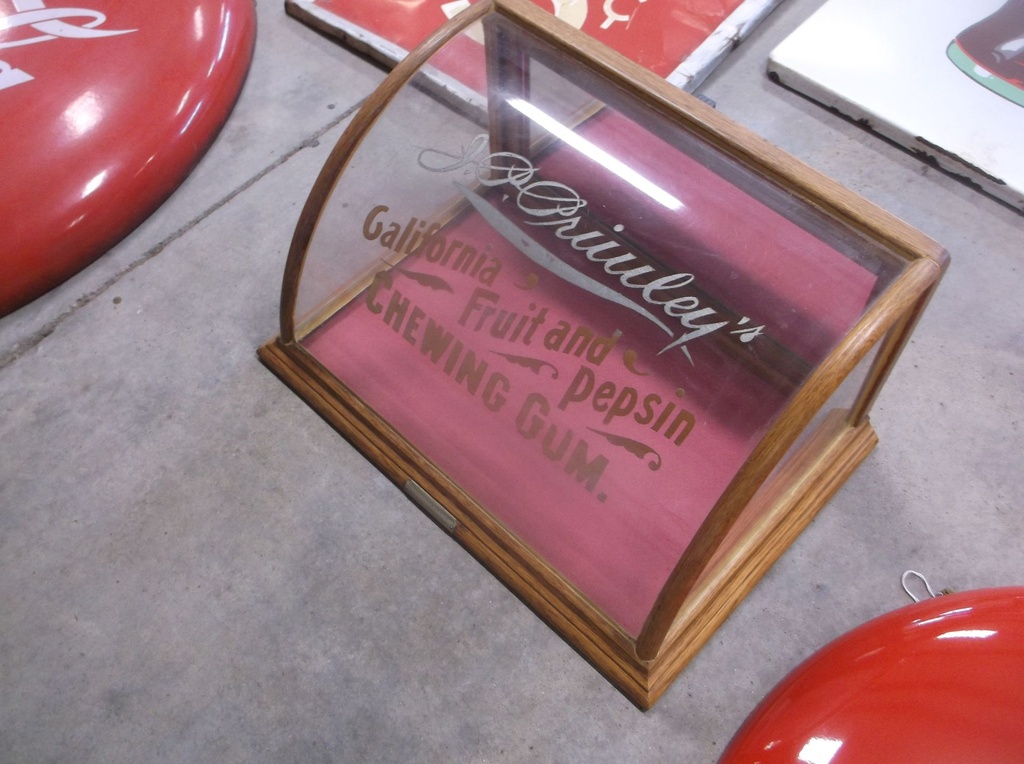 J.P. Primley's
California Fruit and Pepsin
CHEWING GUM.